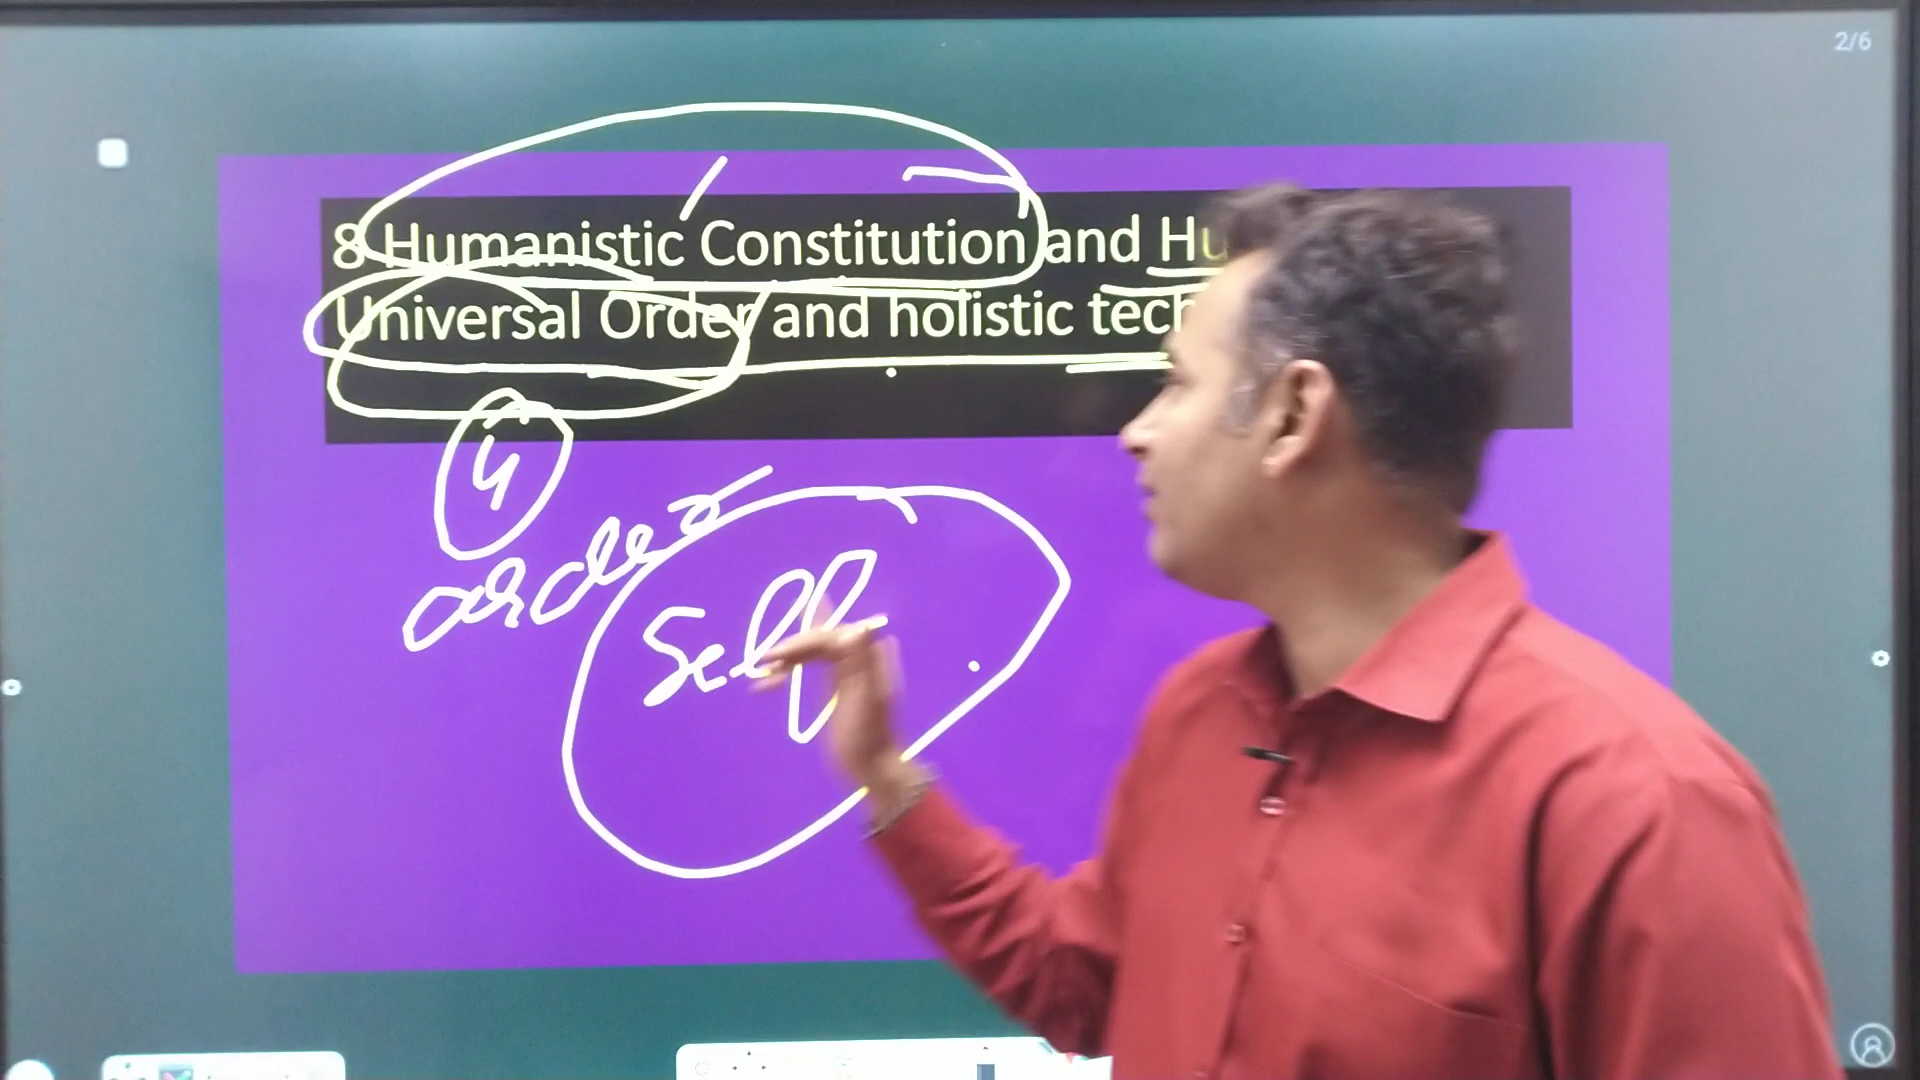 2/6
8 Humanistic Constitution and Hu
Universal Order and holistic tech
4
order
Self